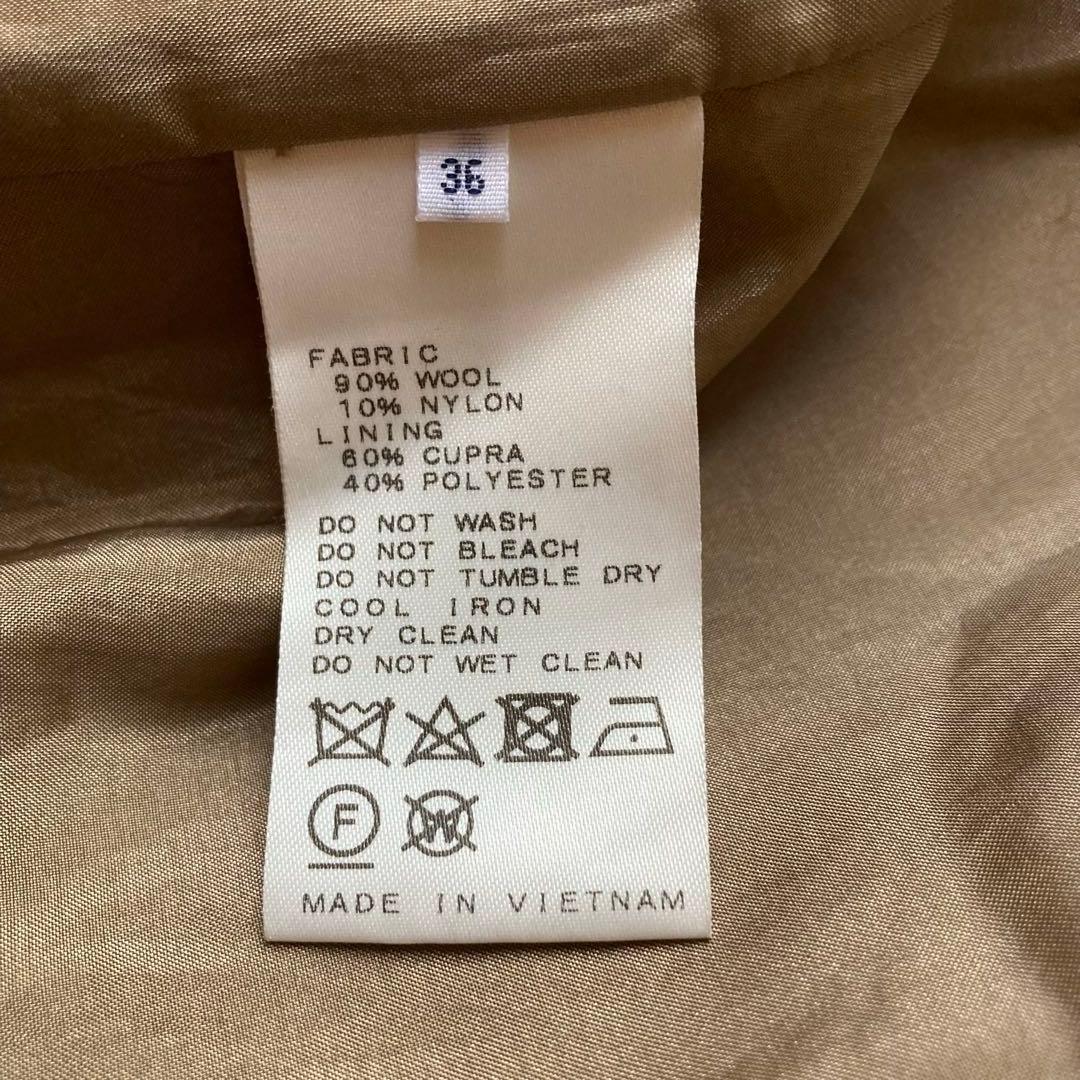 36
FABRIC
90% WOOL
10% NYLON
LINING
60% CUPRA
40% POLYESTER
DO NOT WASH
DO NOT BLEACH
DO NOT TUMBLE DRY
COOL IRON
DRY CLEAN
DO NOT WET CLEAN
F W
MADE IN VIETNAM